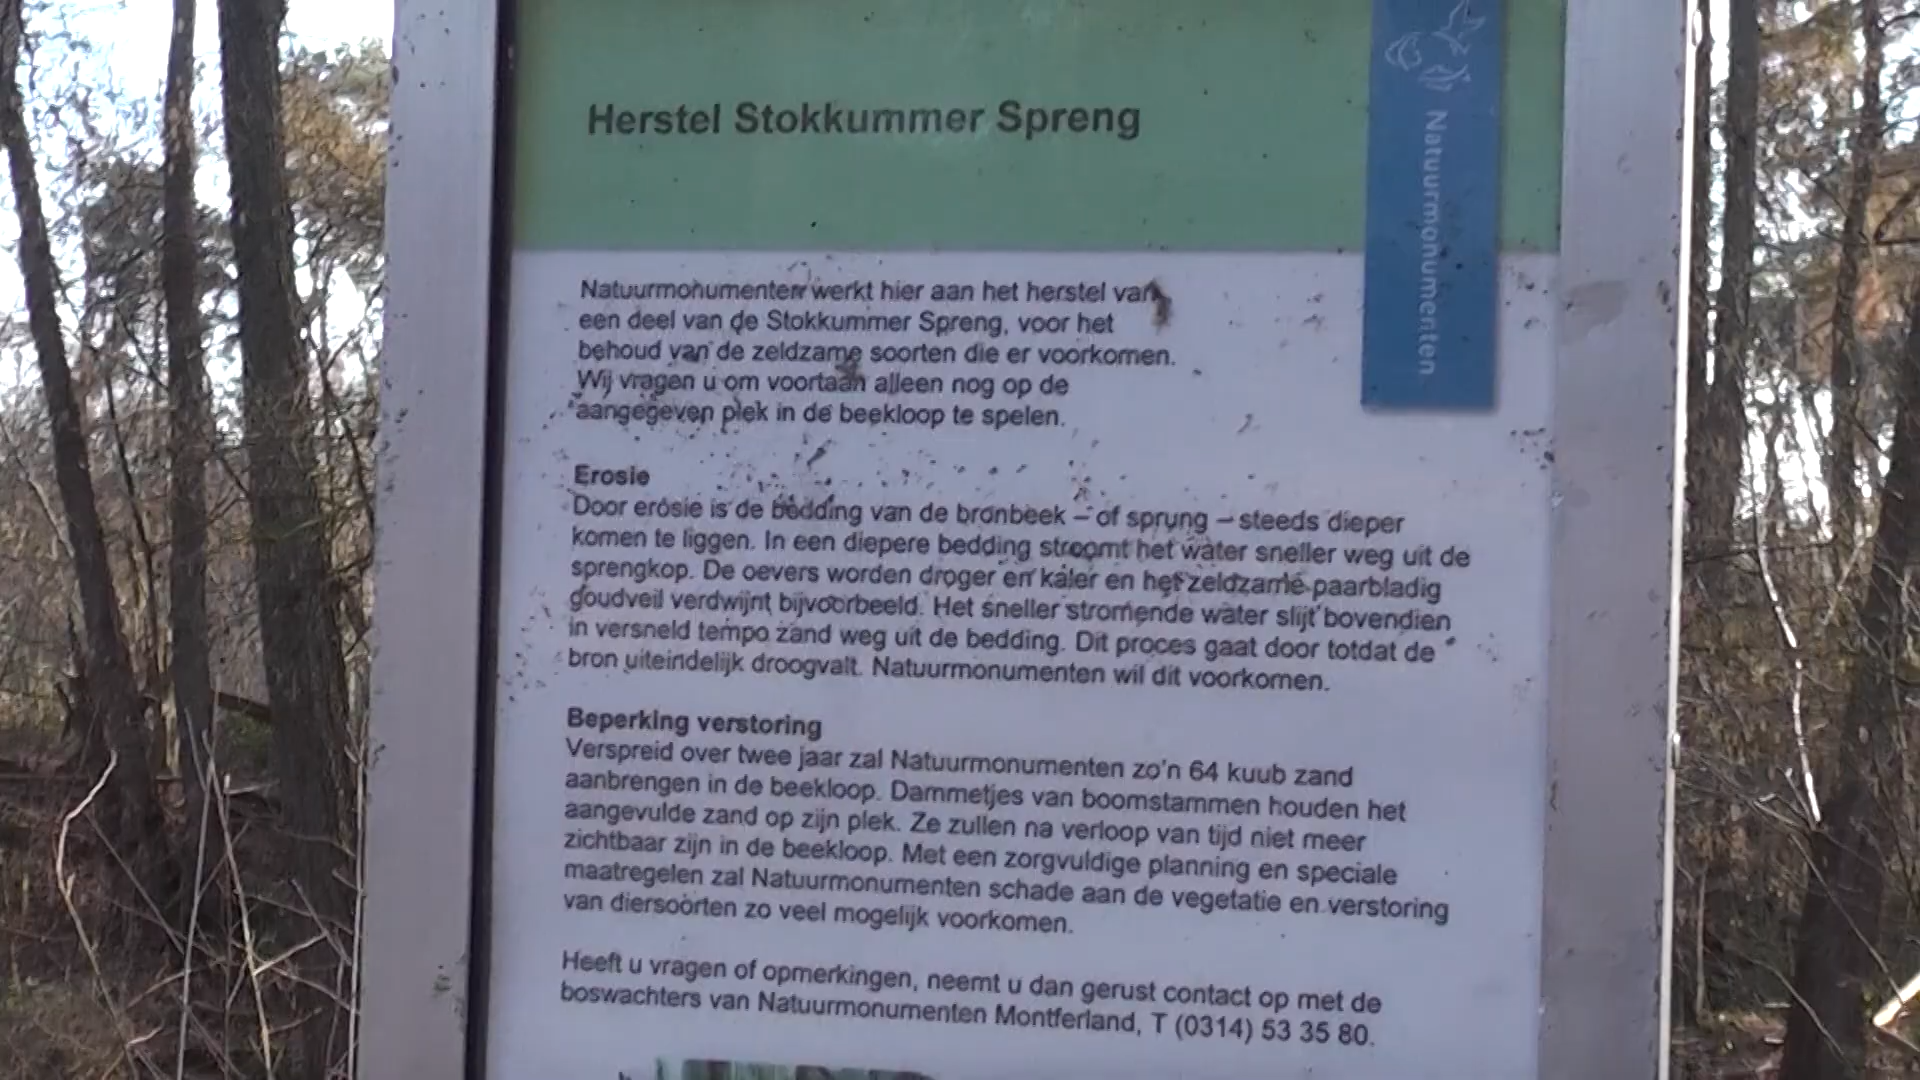 Herstel Stokkummer Spreng
Natuurmonumenten
Natuurmonumenten werkt hier aan het herstel van
een deel van de Stokkummer Spreng, voor het
behoud van de zeldzame soorten die er voorkomen.
Wij vragen u om voortaan alleen nog op de
aangegeven plek in de beekloop te spelen.
Erosie
Door erosie is de bedding van de bronbeek – of sprung – steeds dieper
komen te liggen. In een diepere bedding stroomt het water sneller weg uit de
sprengkop. De oevers worden droger en kaler en het zeldzame paarbladig
goudveil verdwijnt bijvoorbeeld. Het sneller stromende water slijt bovendien
in versneld tempo zand weg uit de bedding. Dit proces gaat door totdat de
bron uiteindelijk droogvalt. Natuurmonumenten wil dit voorkomen.
Beperking verstoring
Verspreid over twee jaar zal Natuurmonumenten zo'n 64 kuub zand
aanbrengen in de beekloop. Dammetjes van boomstammen houden het
aangevulde zand op zijn plek. Ze zullen na verloop van tijd niet meer
zichtbaar zijn in de beekloop. Met een zorgvuldige planning en speciale
maatregelen zal Natuurmonumenten schade aan de vegetatie en verstoring
van diersoorten zo veel mogelijk voorkomen.
Heeft u vragen of opmerkingen, neemt u dan gerust contact op met de
boswachters van Natuurmonumenten Montferland, T (0314) 53 35 80.